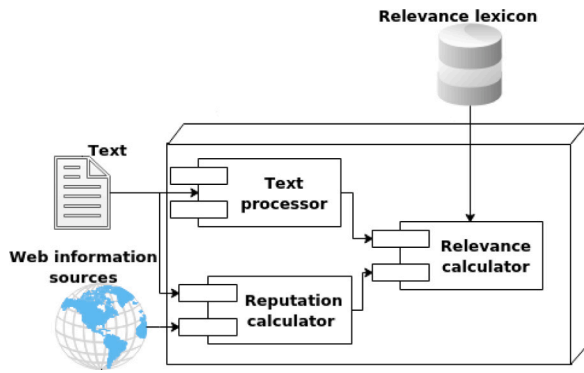 Relevance lexicon
Text
Text
processor
Relevance
calculator
Web information
sources
Reputation
calculator